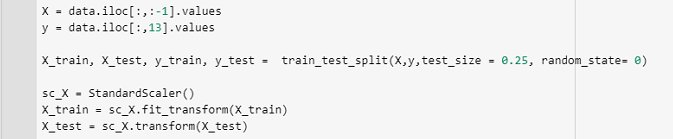 X = data.iloc[:,:-1].values
y = data.iloc[:,13].values
X_train, X_test, y_train, y_test =  train_test_split(X,y,test_size = 0.25, random_state= 0)
sc_X = StandardScaler()
X_train = sc_X.fit_transform(X_train)
X_test = sc_X.transform(X_test)